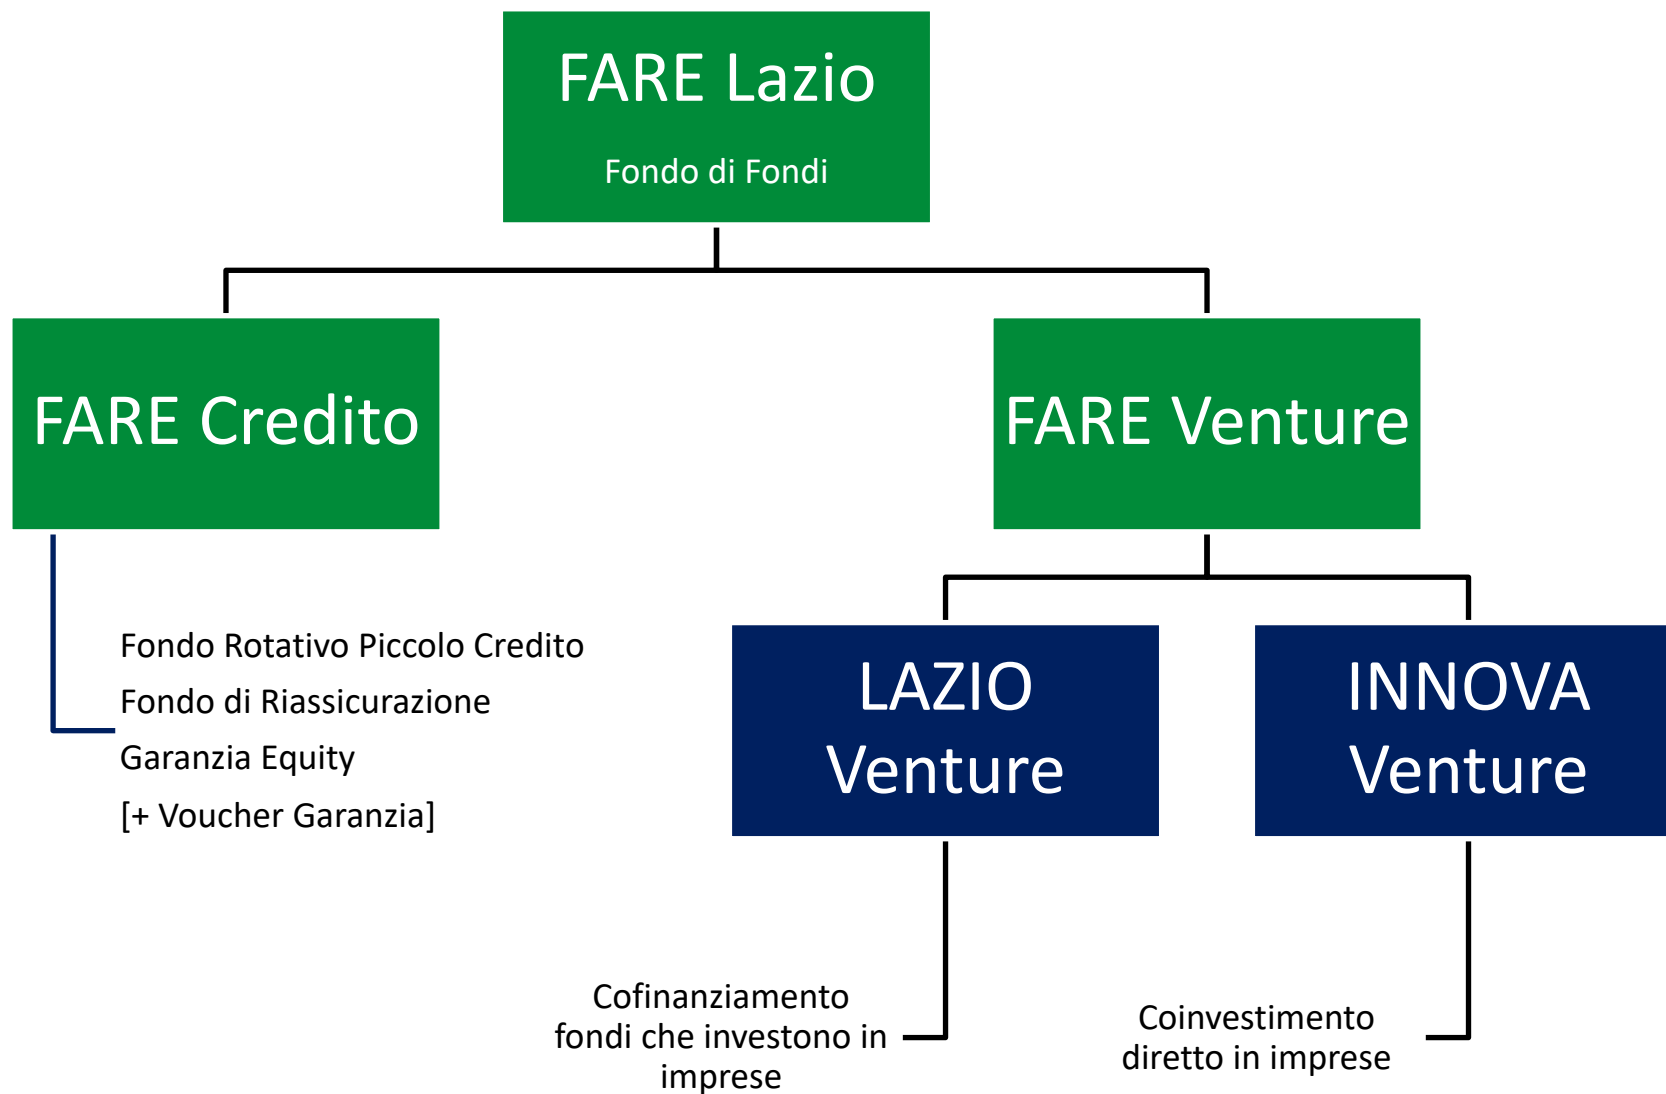 FARE Lazio
Fondo di Fondi
FARE Credito
FARE Venture
Fondo Rotativo Piccolo Credito
Fondo di Riassicurazione
Garanzia Equity
[+ Voucher Garanzia]
LAZIO
Venture
INNOVA
Venture
Cofinanziamento
fondi che investono in
imprese
Coinvestimento
diretto in imprese